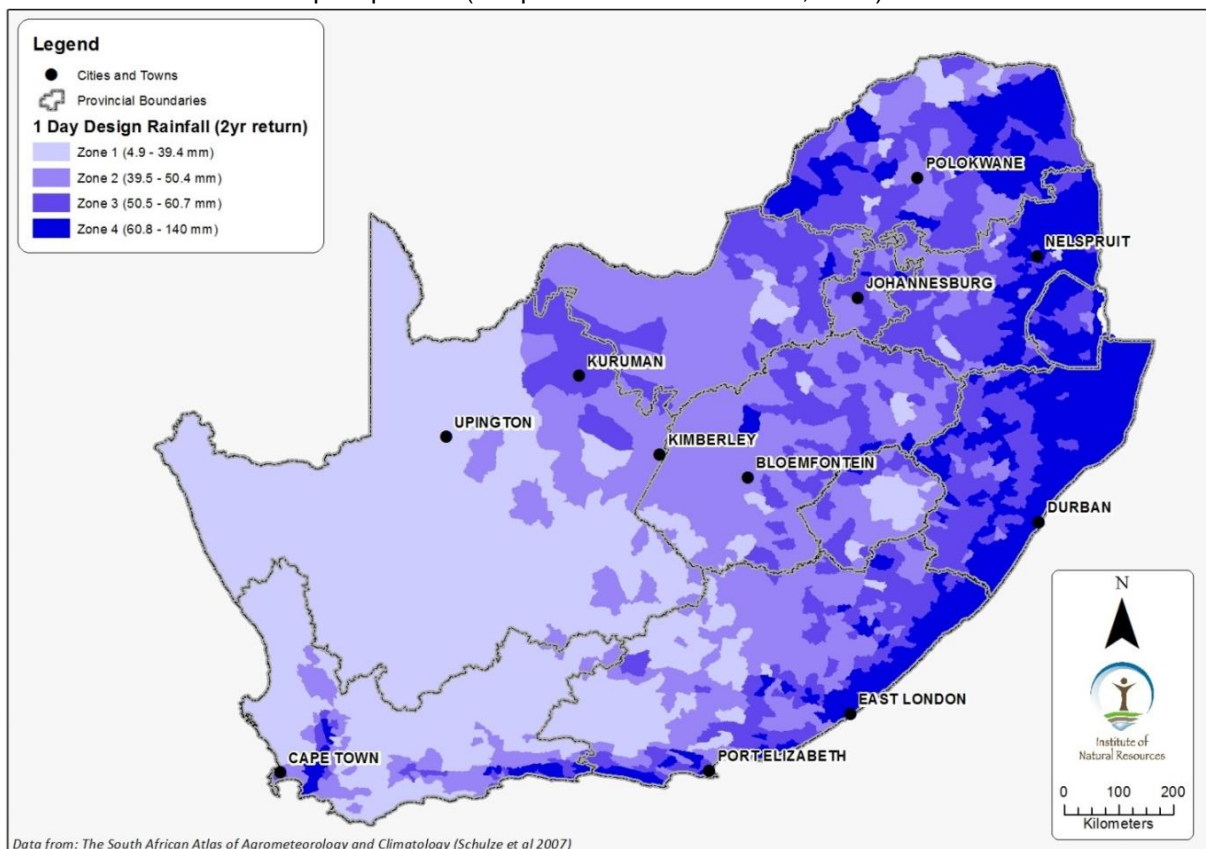 Legend
Cities and Towns
Provincial Boundaries
1 Day Design Rainfall (2yr return)
Zone 1 (4.9 - 39.4 mm)
Zone 2 (39.5 - 50.4 mm)
Zone 3 (50.5 - 60.7 mm)
Zone 4 (60.8 - 140 mm)
POLOKWANE
NELSPRUIT
JOHANNESBURG
KURUMAN
UPINGTON
KIMBERLEY
BLOEMFONTEIN
DURBAN
EAST LONDON
PORT ELIZABETH
CAPE TOWN
N
Institute of
Natural Resources
0 100 200
Kilometers
Data from: The South African Atlas of Agrometeorology and Climatology (Schulze et al 2007)